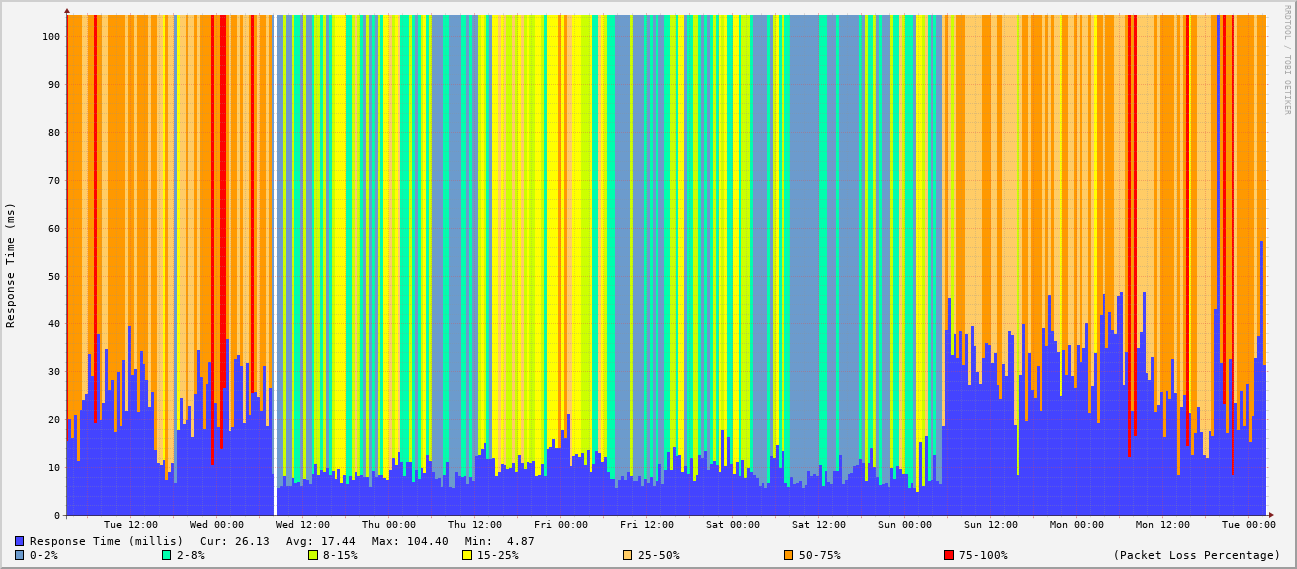 RRDTOOL / TOBI OETIKER
Response Time (ms)
100
90
80
70
60
50
40
30
20
10
0
Tue 12:00 Wed 00:00 Wed 12:00 Thu 00:00 Thu 12:00 Fri 00:00 Fri 12:00 Sat 00:00 Sat 12:00 Sun 00:00 Sun 12:00 Mon 00:00 Mon 12:00 Tue 00:00
Response Time (millis) Cur: 26.13 Avg: 17.44 Max: 104.40 Min: 4.87
0-2% 2-8% 8-15% 15-25% 25-50% 50-75% 75-100% (Packet Loss Percentage)